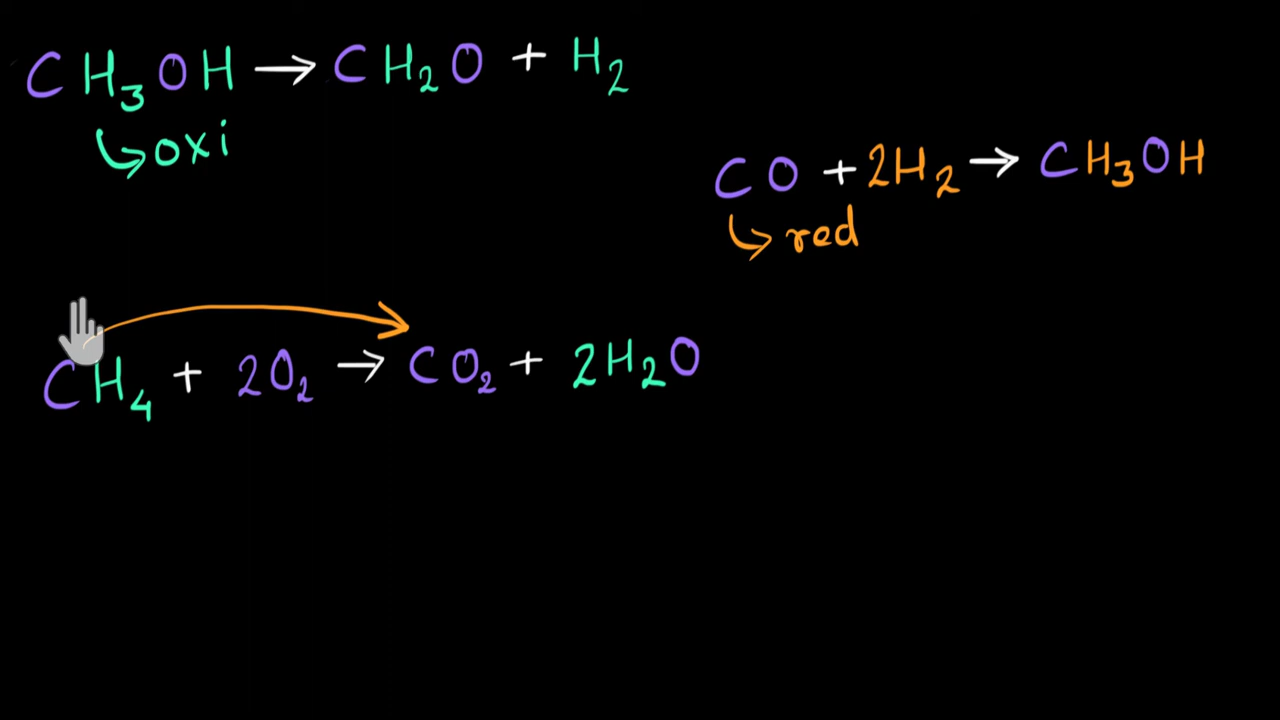 CH₃OH → CH₂O + H₂
↳ oxi
CO + 2H₂ → CH₃OH
↳ red
CH₄ + 2O₂ → CO₂ + 2H₂O